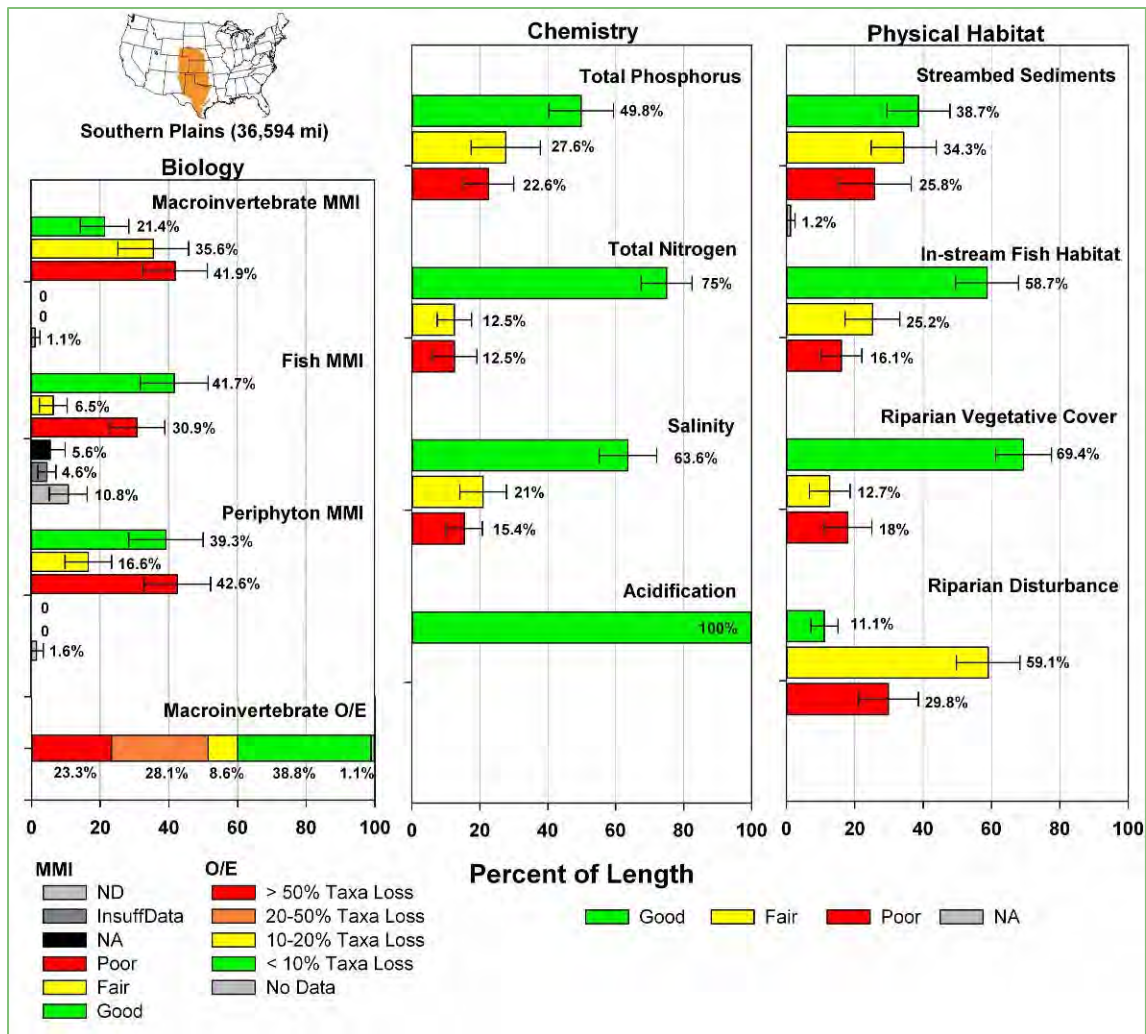 Southern Plains (36,594 mi)
Biology
Macroinvertebrate MMI
21.4%
35.6%
41.9%
0
0
1.1%
Fish MMI
41.7%
6.5%
30.9%
5.6%
4.6%
10.8%
Periphyton MMI
39.3%
16.6%
42.6%
0
0
1.6%
Macroinvertebrate O/E
23.3% 28.1% 8.6% 38.8% 1.1%
0 20 40 60 80 100
Chemistry
Total Phosphorus
49.8%
27.6%
22.6%
Total Nitrogen
75%
12.5%
12.5%
Salinity
63.6%
21%
15.4%
Acidification
100%
0 20 40 60 80 100
Physical Habitat
Streambed Sediments
38.7%
34.3%
25.8%
1.2%
In-stream Fish Habitat
58.7%
25.2%
16.1%
Riparian Vegetative Cover
69.4%
12.7%
18%
Riparian Disturbance
11.1%
59.1%
29.8%
0 20 40 60 80 100
Percent of Length
MMI
ND
InsuffData
NA
Poor
Fair
Good
O/E
> 50% Taxa Loss
20-50% Taxa Loss
10-20% Taxa Loss
< 10% Taxa Loss
No Data
Good Fair Poor NA